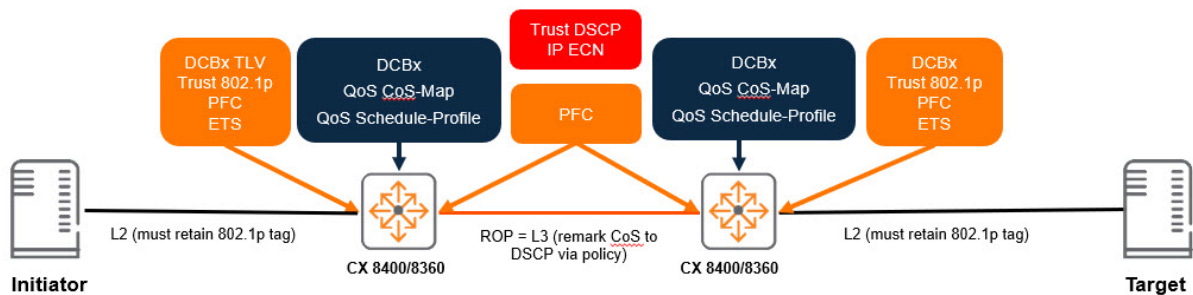 DCBx TLV
Trust 802.1p
PFC
ETS
DCBx
QoS CoS-Map
QoS Schedule-Profile
Trust DSCP
IP ECN
PFC
DCBx
QoS CoS-Map
QoS Schedule-Profile
DCBx
Trust 802.1p
PFC
ETS
L2 (must retain 802.1p tag)
ROP = L3 (remark CoS to
DSCP via policy)
L2 (must retain 802.1p tag)
Initiator
CX 8400/8360
CX 8400/8360
Target